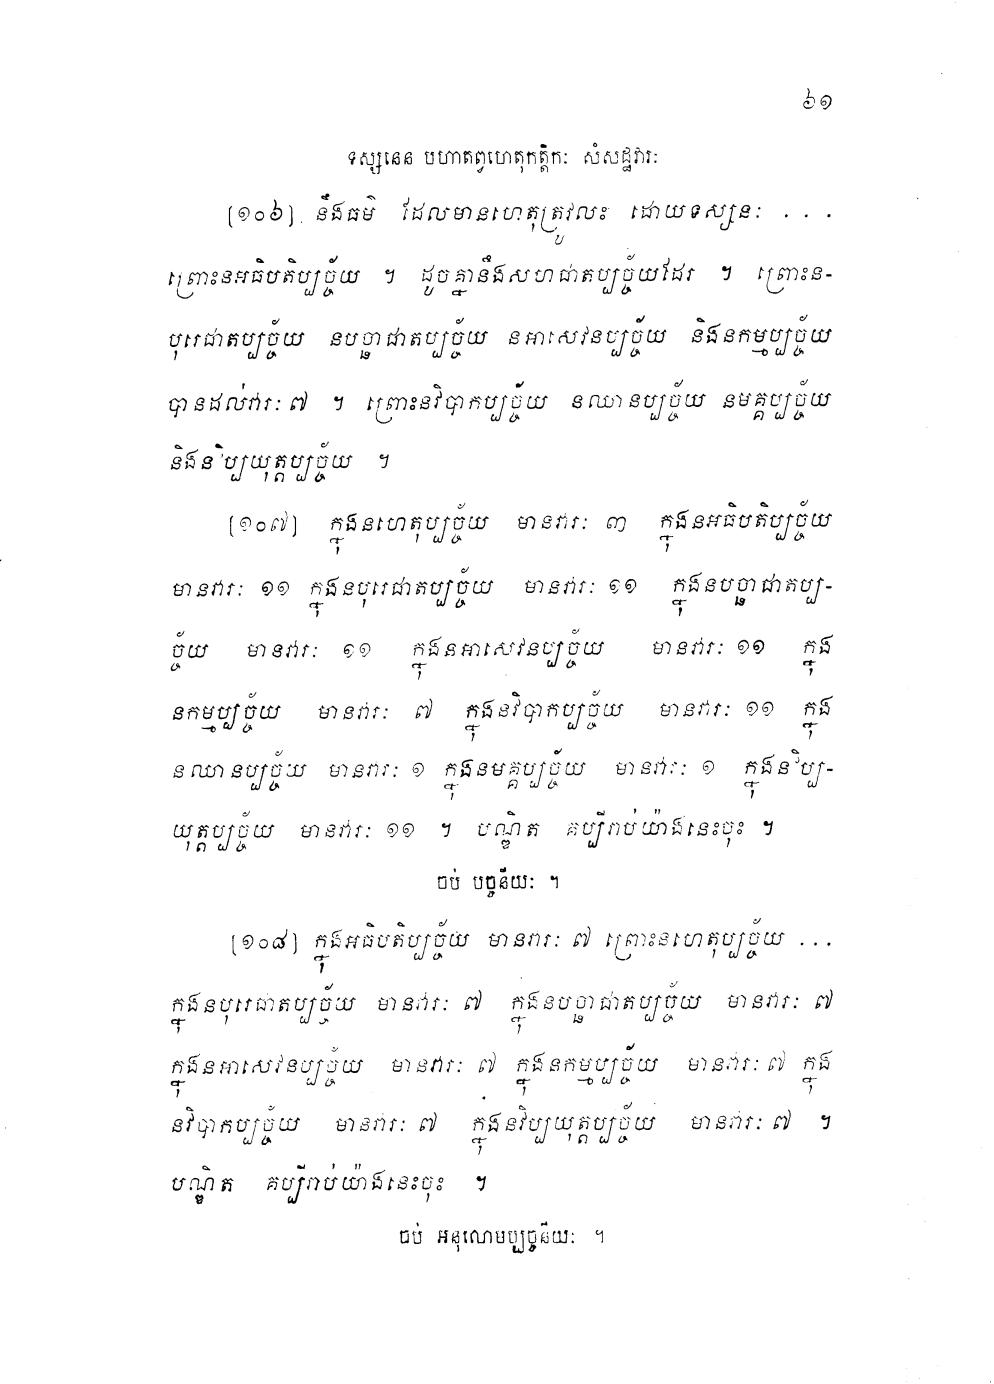 ៦១
ទស្សនេន បហាតព្វហេតុកត្តិកៈ សំសដ្ឋវារៈ
[១០៦] នឹងធម៌ ដែលមានហេតុត្រូវលះ ដោយទស្សនៈ . . .
ព្រោះនអធិបតិប្បច្ច័យ ។ ដូចគ្នានឹងសហជាតប្បច្ច័យដែរ ។ ព្រោះន-
បុរេជាតប្បច្ច័យ នបច្ឆាជាតប្បច្ច័យ នអាសេវនប្បច្ច័យ និងនកម្មប្បច្ច័យ
បានដល់វារៈ ៧ ។ ព្រោះនវិបាកប្បច្ច័យ នឈានប្បច្ច័យ នមគ្គប្បច្ច័យ
និងនវិប្បយុត្តប្បច្ច័យ ។
[១០៧] ក្នុងនហេតុប្បច្ច័យ មានវារៈ ៣ ក្នុងនអធិបតិប្បច្ច័យ
មានវារៈ ១១ ក្នុងនបុរេជាតប្បច្ច័យ មានវារៈ ១១ ក្នុងនបច្ឆាជាតប្ប-
ច្ច័យ មានវារៈ ១១ ក្នុងនអាសេវនប្បច្ច័យ មានវារៈ ១១ ក្នុង
នកម្មប្បច្ច័យ មានវារៈ ៧ ក្នុងនវិបាកប្បច្ច័យ មានវារៈ ១១ ក្នុង
នឈានប្បច្ច័យ មានវារៈ ១ ក្នុងនមគ្គប្បច្ច័យ មានវារៈ ១ ក្នុងនវិប្ប-
យុត្តប្បច្ច័យ មានវារៈ ១១ ។ បណ្ឌិត គប្បីរាប់យ៉ាងនេះចុះ ។
ចប់ បច្ចនីយៈ ។
[១០៨] ក្នុងអធិបតិប្បច្ច័យ មានវារៈ ៧ ព្រោះនហេតុប្បច្ច័យ ...
ក្នុងនបុរេជាតប្បច្ច័យ មានវារៈ ៧ ក្នុងនបច្ឆាជាតប្បច្ច័យ មានវារៈ ៧
ក្នុងនអាសេវនប្បច្ច័យ មានវារៈ ៧ ក្នុងនកម្មប្បច្ច័យ មានវារៈ ៧ ក្នុង
នវិបាកប្បច្ច័យ មានវារៈ ៧ ក្នុងនវិប្បយុត្តប្បច្ច័យ មានវារៈ ៧ ។
បណ្ឌិត គប្បីរាប់យ៉ាងនេះចុះ ។
ចប់ អនុលោមប្បច្ចនីយៈ ។